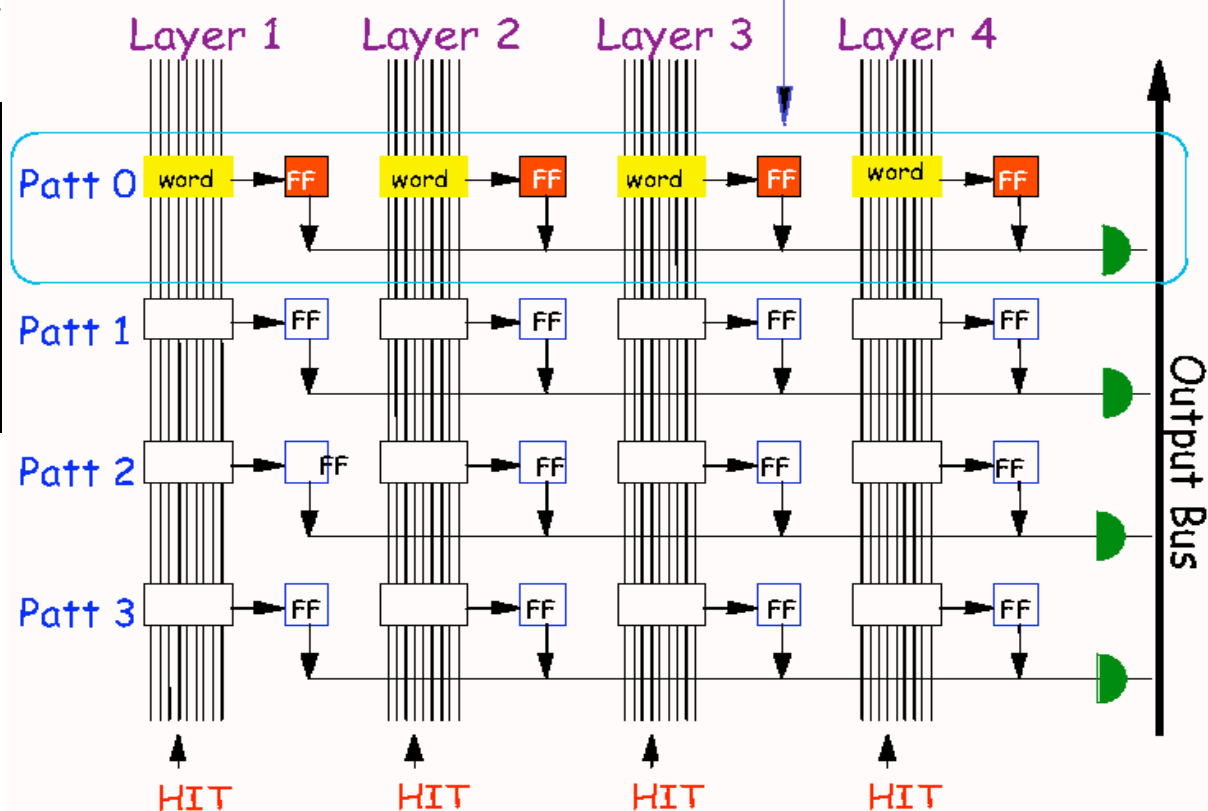 Layer 1 Layer 2 Layer 3 Layer 4
Patt 0 word FF word FF word FF word FF
Patt 1 FF FF FF FF
Patt 2 FF FF FF FF
Patt 3 FF FF FF FF
Output Bus
HIT HIT HIT HIT